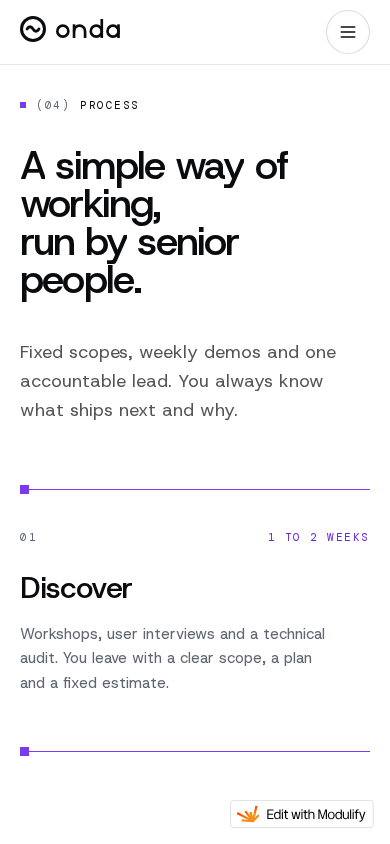 onda
(04) PROCESS
A simple way of
working,
run by senior
people.
Fixed scopes, weekly demos and one
accountable lead. You always know
what ships next and why.
01
1 TO 2 WEEKS
Discover
Workshops, user interviews and a technical
audit. You leave with a clear scope, a plan
and a fixed estimate.
Edit with Modulify